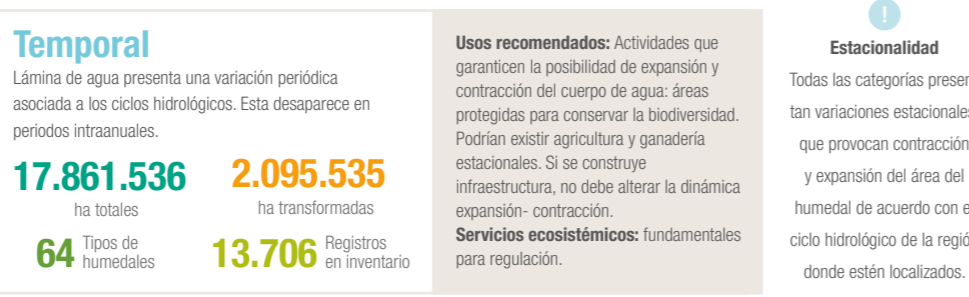 Temporal
Lámina de agua presenta una variación periódica
asociada a los ciclos hidrológicos. Esta desaparece en
periodos intraanuales.
17.861.536
ha totales
2.095.535
ha transformadas
64 Tipos de
humedales
13.706 Registros
en inventario
Usos recomendados: Actividades que
garanticen la posibilidad de expansión y
contracción del cuerpo de agua: áreas
protegidas para conservar la biodiversidad.
Podrían existir agricultura y ganadería
estacionales. Si se construye
infraestructura, no debe alterar la dinámica
expansión- contracción.
Servicios ecosistémicos: fundamentales
para regulación.
!
Estacionalidad
Todas las categorías presen
tan variaciones estacionales
que provocan contracción
y expansión del área del
humedal de acuerdo con e
ciclo hidrológico de la regió
donde estén localizados.